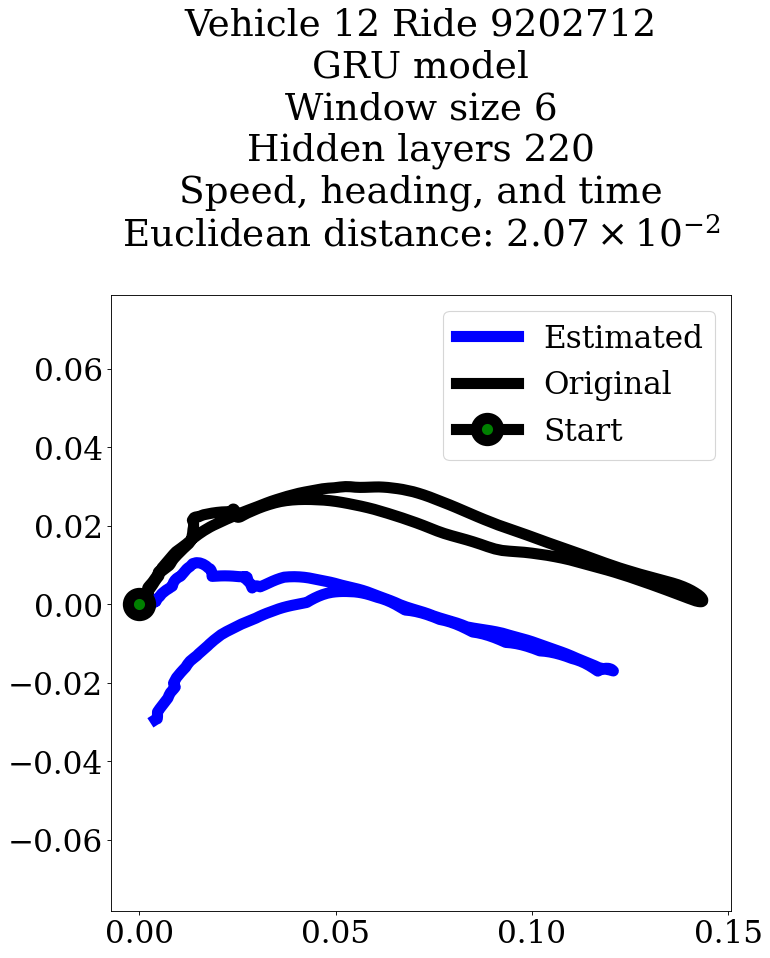 Vehicle 12 Ride 9202712
GRU model
Window size 6
Hidden layers 220
Speed, heading, and time
Euclidean distance: 2.07 × 10⁻²
Estimated
Original
Start
0.06
0.04
0.02
0.00
−0.02
−0.04
−0.06
0.00 0.05 0.10 0.15